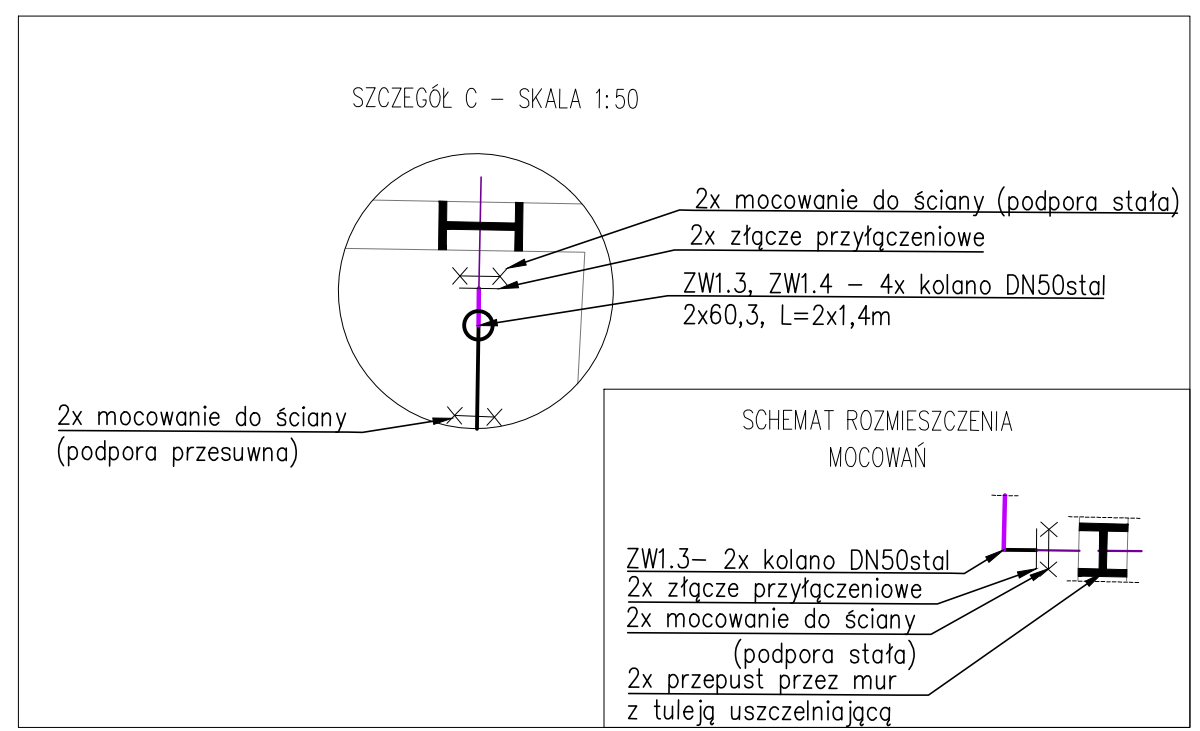 SZCZEGÓŁ C – SKALA 1:50
2x mocowanie do ściany (podpora stała)
2x złącze przyłączeniowe
ZW1.3, ZW1.4 – 4x kolano DN50stal
2x60,3, L=2x1,4m
2x mocowanie do ściany
(podpora przesuwna)
SCHEMAT ROZMIESZCZENIA
MOCOWAŃ
ZW1.3– 2x kolano DN50stal
2x złącze przyłączeniowe
2x mocowanie do ściany
(podpora stała)
2x przepust przez mur
z tuleją uszczelniającą